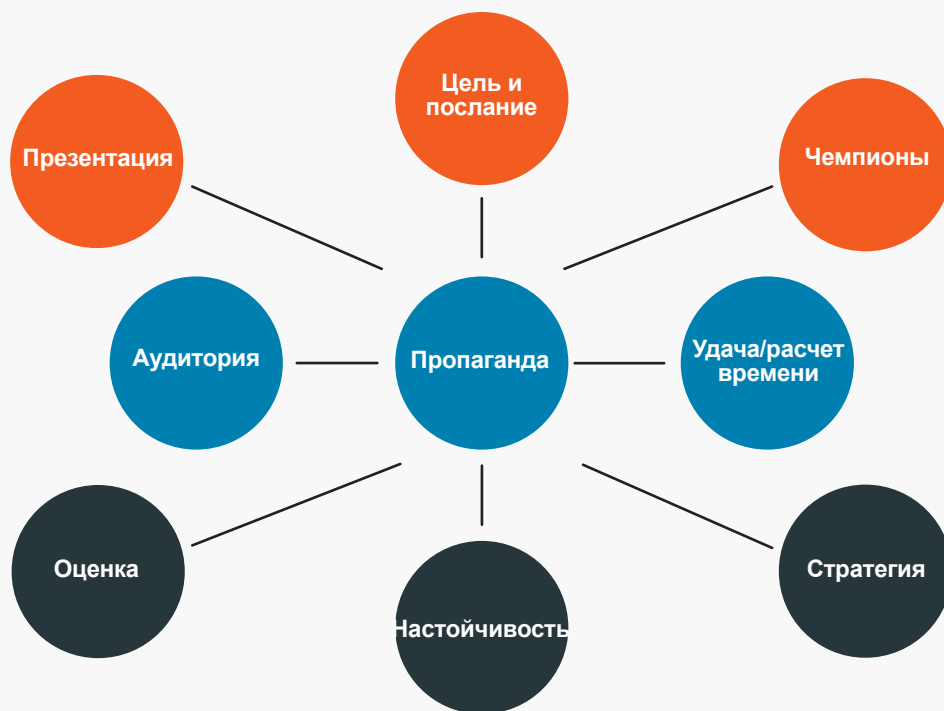 Цель и
послание
Презентация
Чемпионы
Аудитория
Пропаганда
Удача/расчет
времени
Оценка
Настойчивость
Стратегия